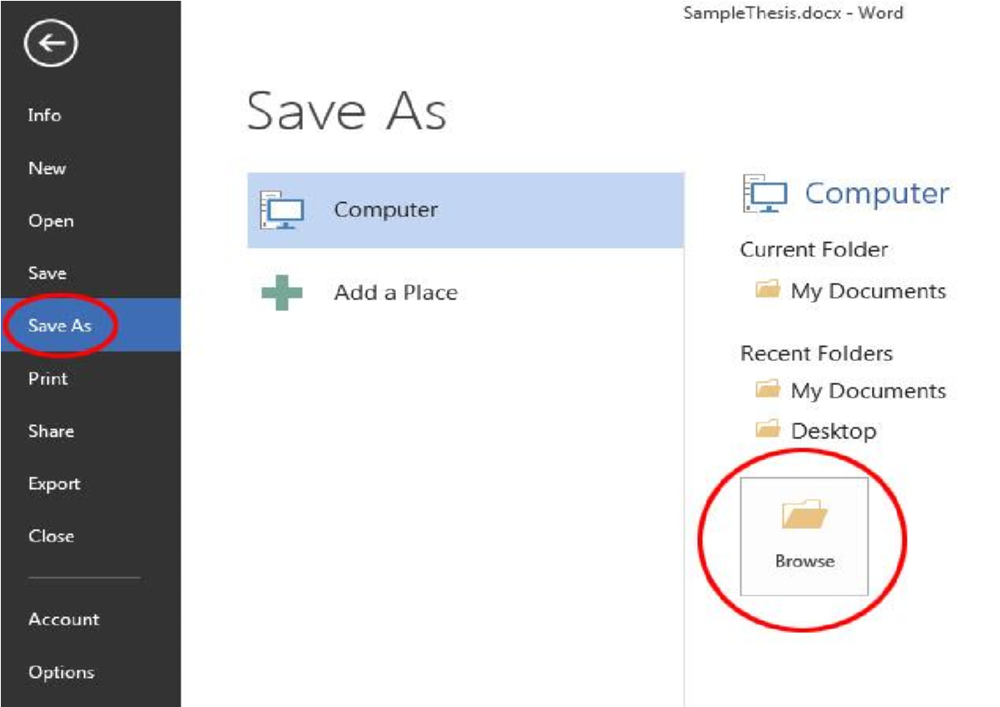 SampleThesis.docx - Word
Info
New
Open
Save
Save As
Print
Share
Export
Close
Account
Options
Save As
Computer
Add a Place
Computer
Current Folder
My Documents
Recent Folders
My Documents
Desktop
Browse